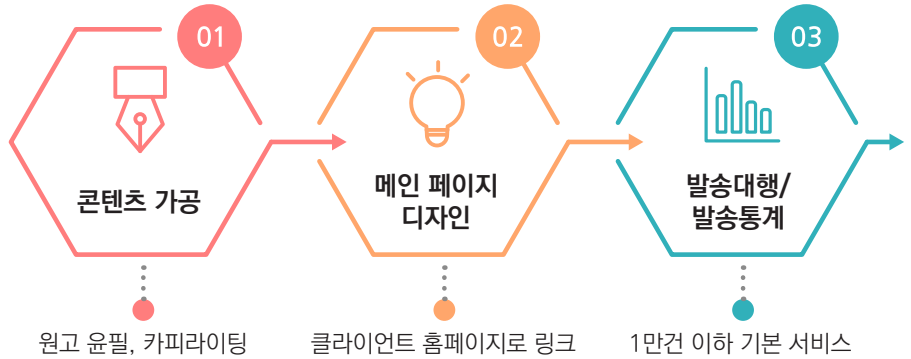 01
콘텐츠 가공
원고 윤필, 카피라이팅
02
메인 페이지
디자인
클라이언트 홈페이지로 링크
03
발송대행/
발송통계
1만건 이하 기본 서비스